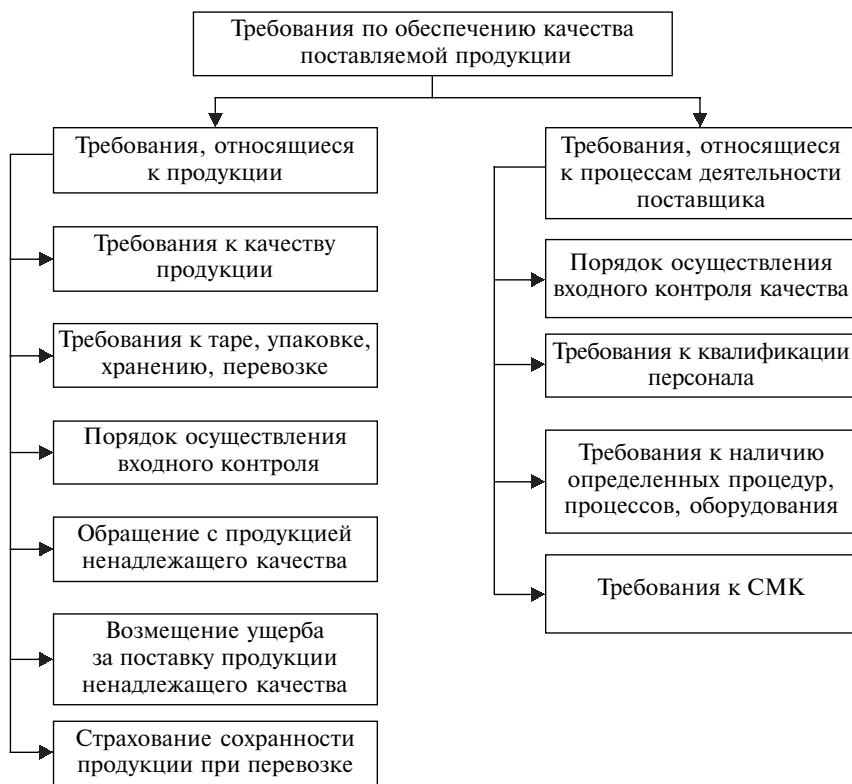 Требования по обеспечению качества
поставляемой продукции
Требования, относящиеся
к продукции
Требования к качеству
продукции
Требования к таре, упаковке,
хранению, перевозке
Порядок осуществления
входного контроля
Обращение с продукцией
ненадлежащего качества
Возмещение ущерба
за поставку продукции
ненадлежащего качества
Страхование сохранности
продукции при перевозке
Требования, относящиеся
к процессам деятельности
поставщика
Порядок осуществления
входного контроля качества
Требования к квалификации
персонала
Требования к наличию
определенных процедур,
процессов, оборудования
Требования к СМК